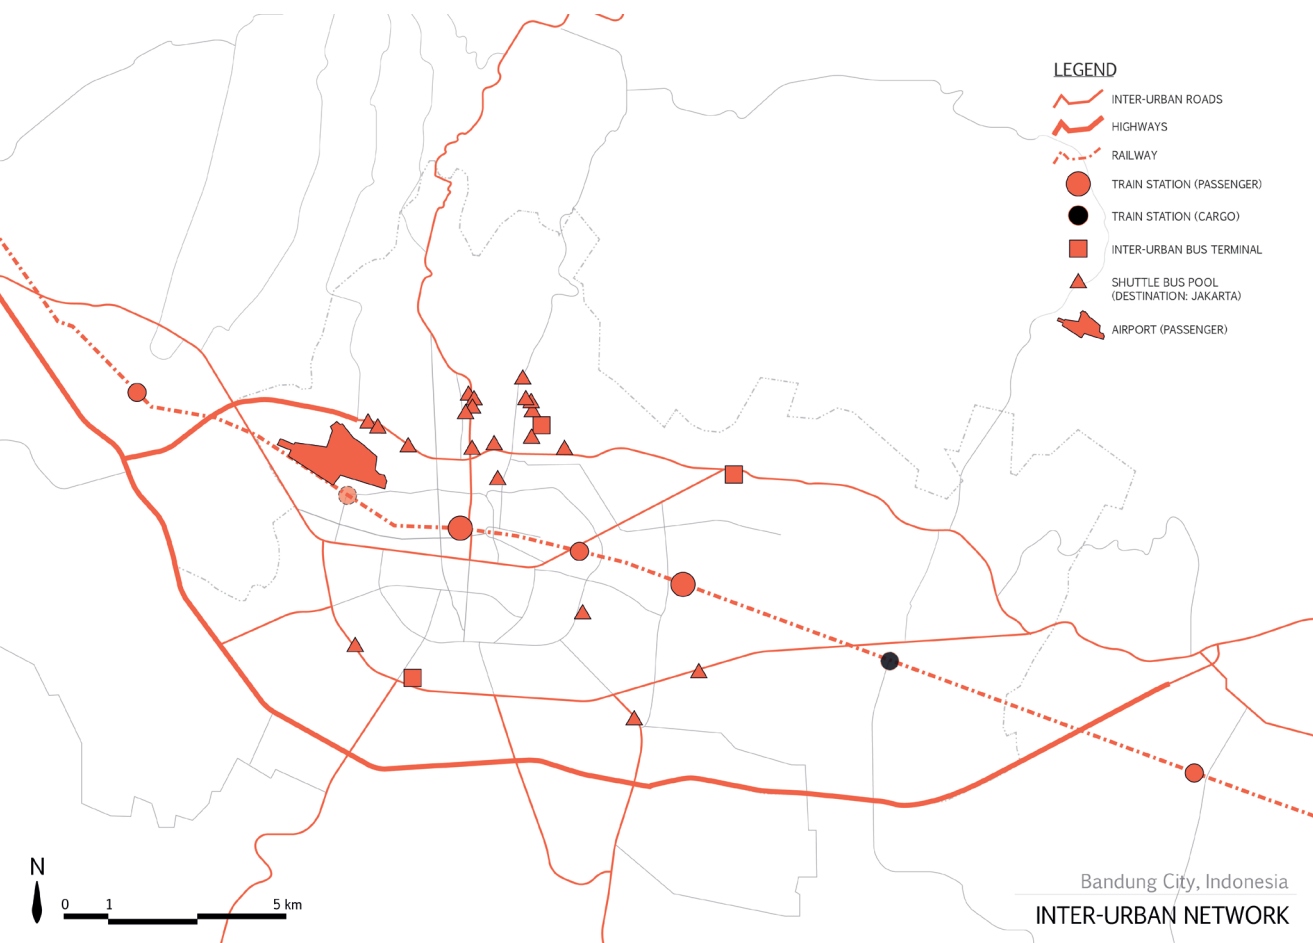 LEGEND
INTER-URBAN ROADS
HIGHWAYS
RAILWAY
TRAIN STATION (PASSENGER)
TRAIN STATION (CARGO)
INTER-URBAN BUS TERMINAL
SHUTTLE BUS POOL
(DESTINATION: JAKARTA)
AIRPORT (PASSENGER)
N
0 1 5 km
Bandung City, Indonesia
INTER-URBAN NETWORK